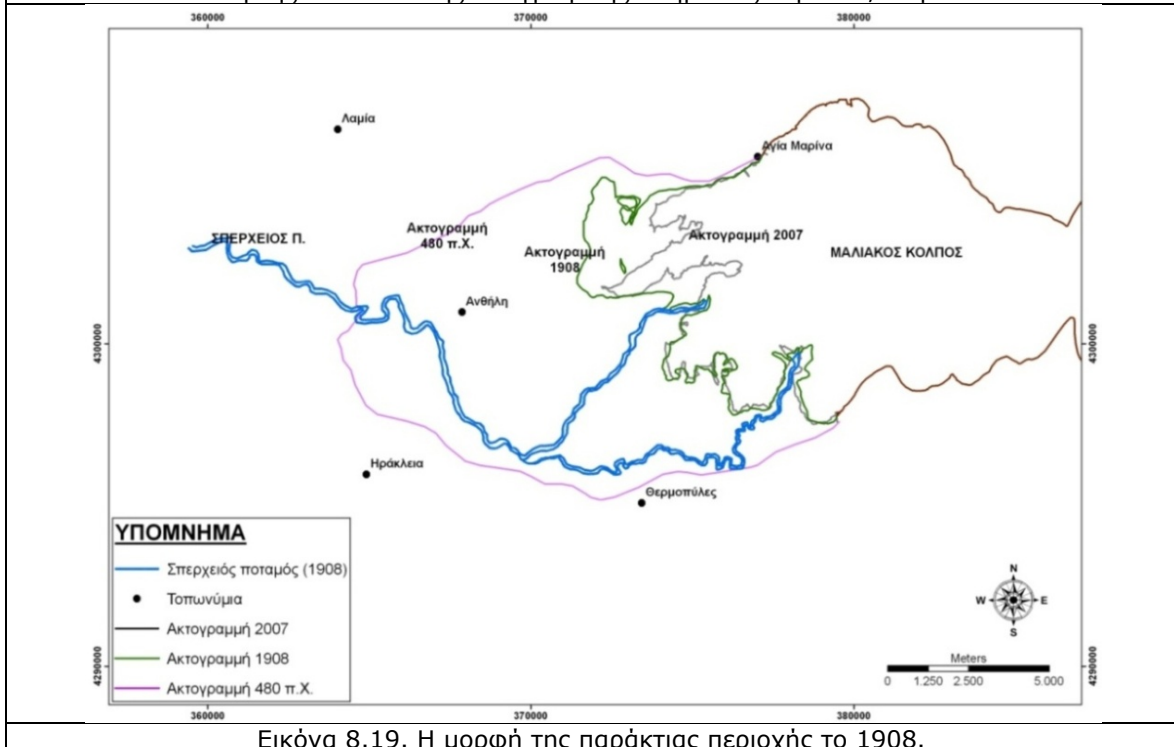 360000 370000 380000
Λαμία
Αγία Μαρίνα
ΣΠΕΡΧΕΙΟΣ Π.
Ακτογραμμή
480 π.Χ.
Ακτογραμμή
1908
Ακτογραμμή 2007
ΜΑΛΙΑΚΟΣ ΚΟΛΠΟΣ
Ανθήλη
4300000 4300000
Ηράκλεια
Θερμοπύλες
ΥΠΟΜΝΗΜΑ
Σπερχειός ποταμός (1908)
Τοπωνύμια
Ακτογραμμή 2007
Ακτογραμμή 1908
Ακτογραμμή 480 π.Χ.
N
W E
S
Meters
0 1.250 2.500 5.000
4290000 4290000
360000 370000 380000
Εικόνα 8.19. Η μορφή της παράκτιας περιοχής το 1908.